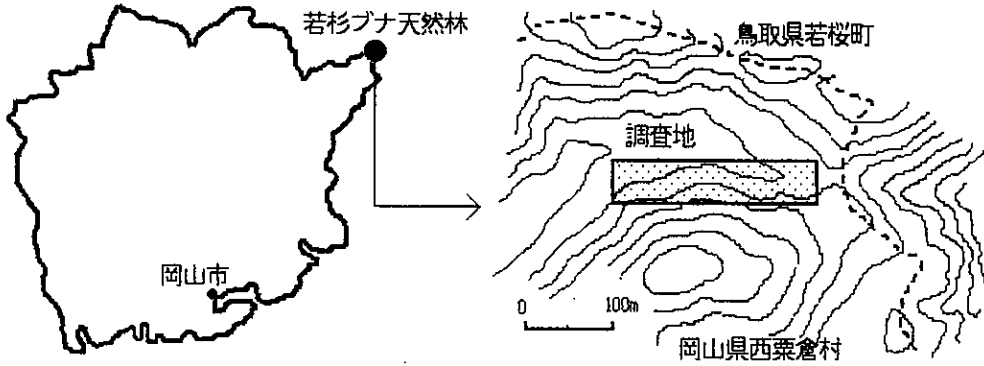 若杉ブナ天然林
岡山市
鳥取県若桜町
調査地
0 100m
岡山県西粟倉村